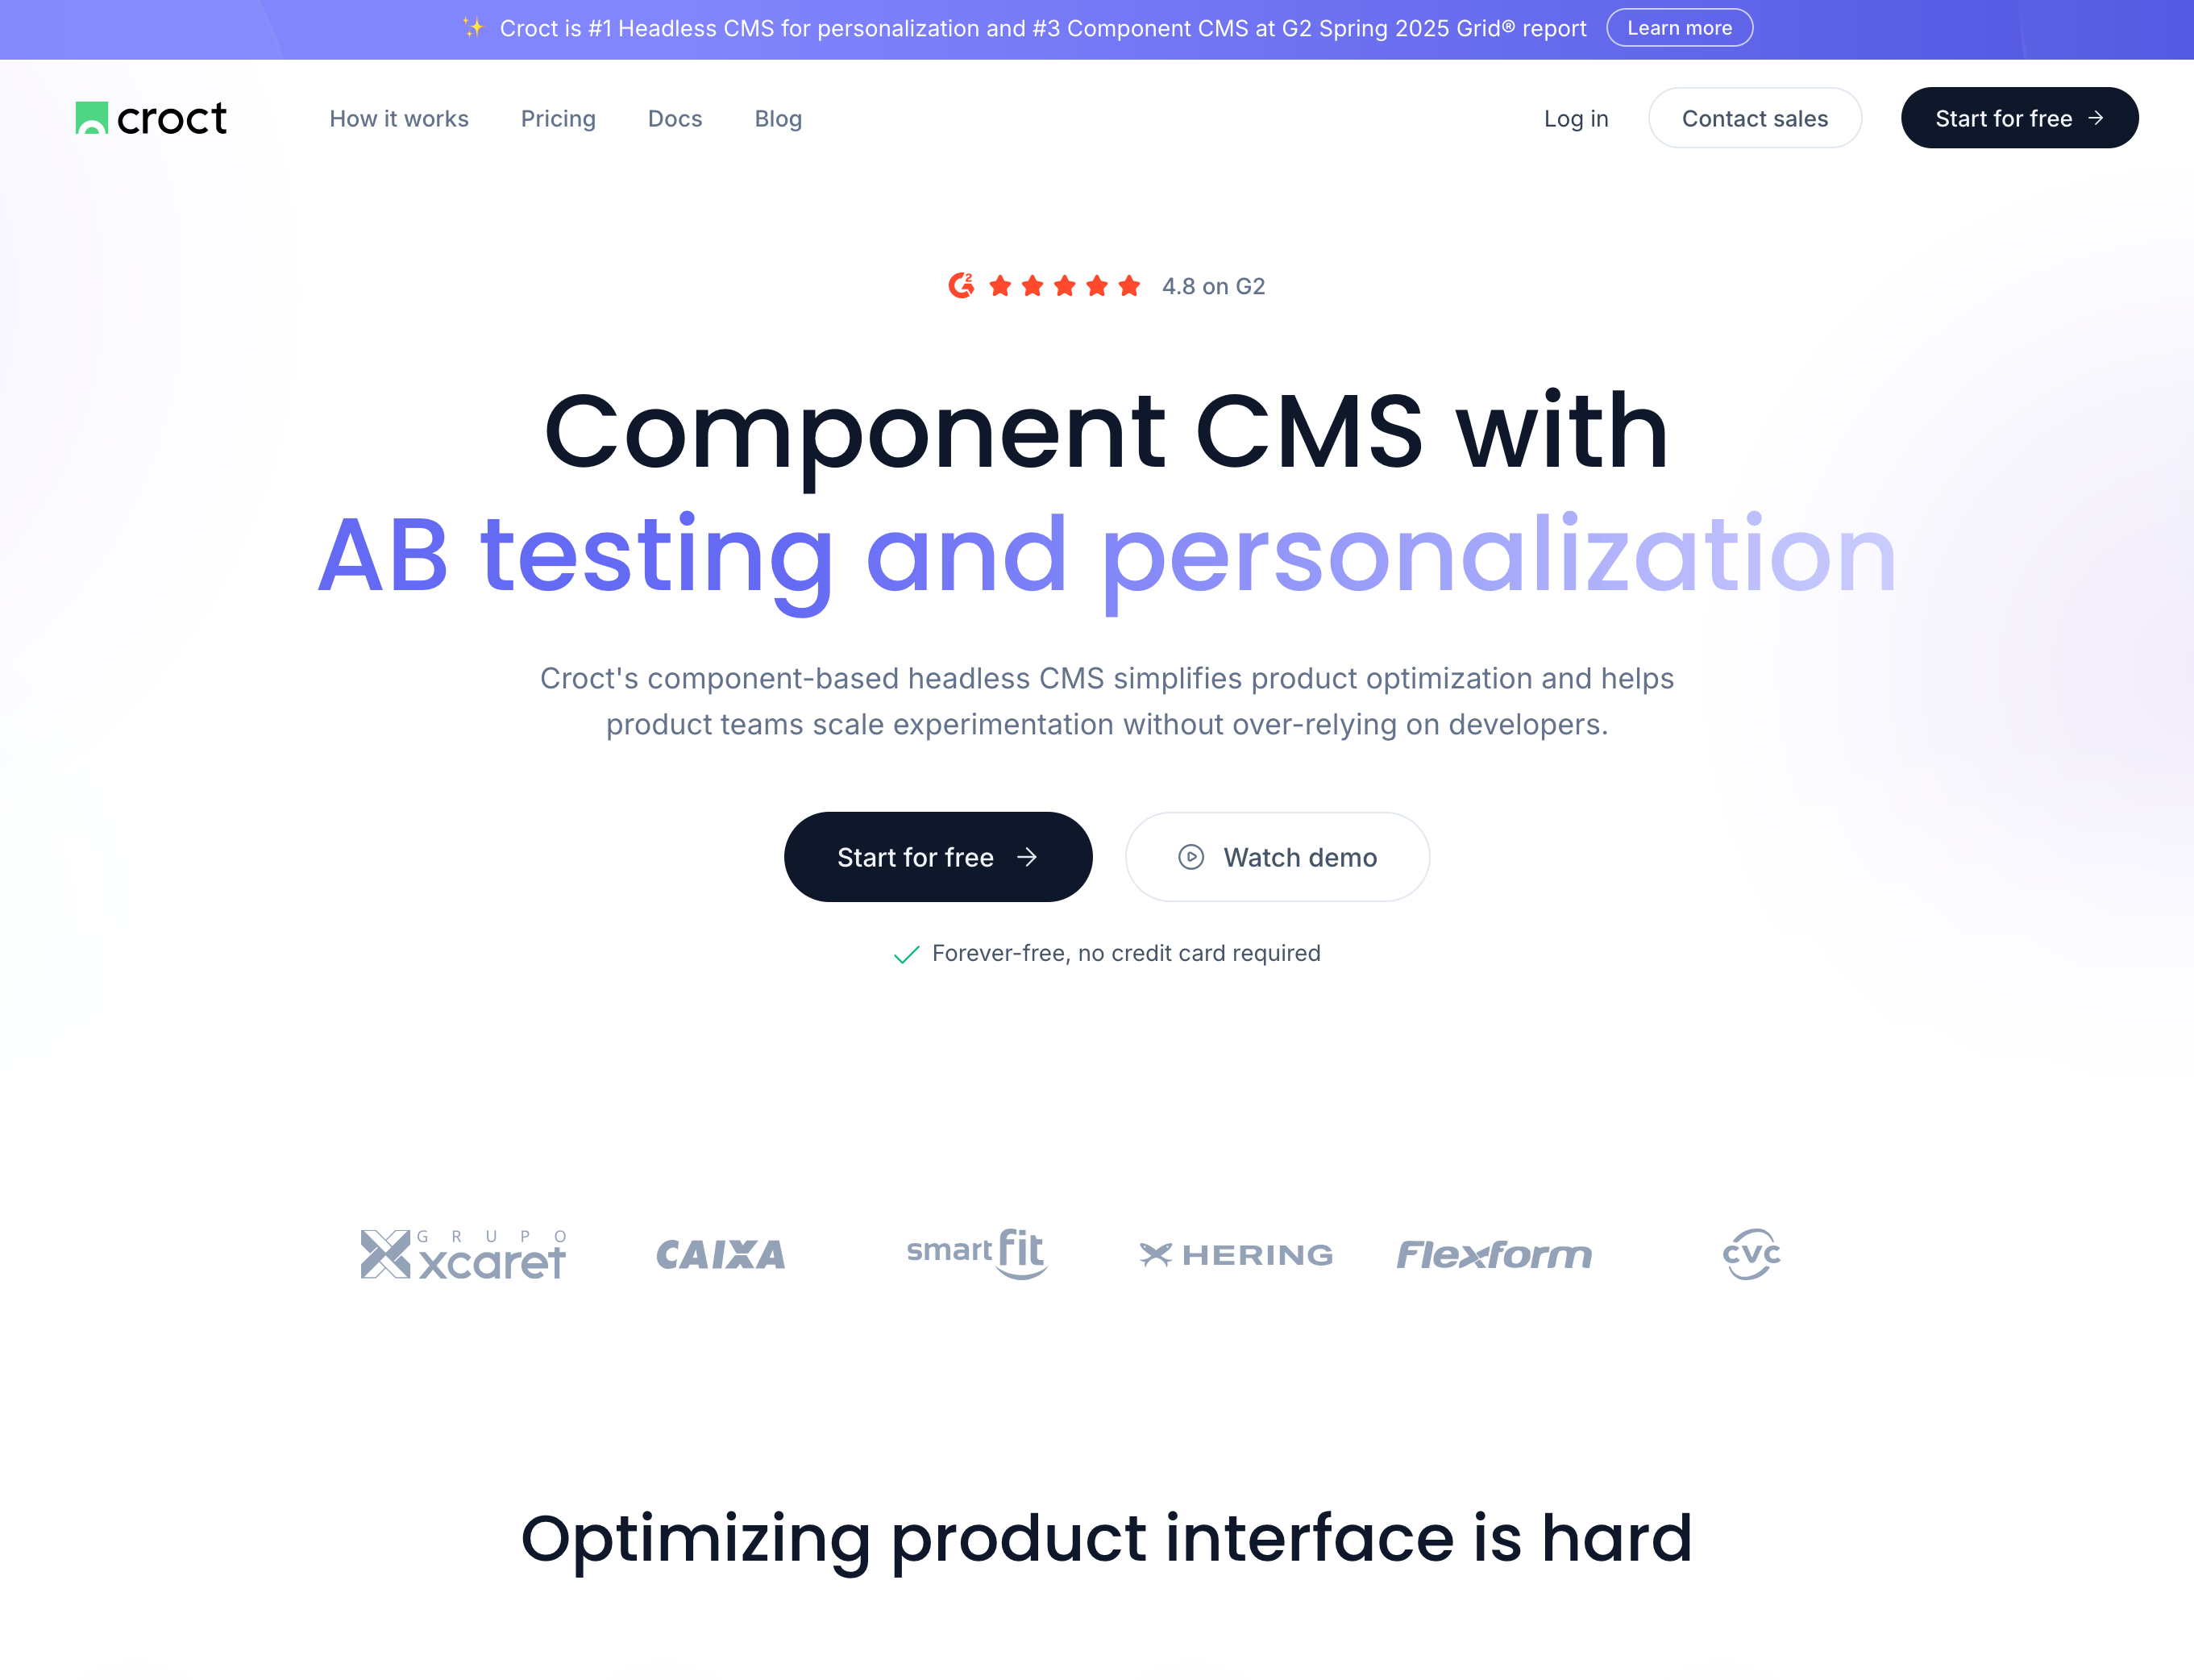 ✨ Croct is #1 Headless CMS for personalization and #3 Component CMS at G2 Spring 2025 Grid® report Learn more
croct How it works Pricing Docs Blog Log in Contact sales Start for free →
G2 4.8 on G2
Component CMS with
AB testing and personalization
Croct's component-based headless CMS simplifies product optimization and helps
product teams scale experimentation without over-relying on developers.
Start for free → Watch demo
Forever-free, no credit card required
GRUPO xcaret CAIXA smart fit HERING Flexform cvc
Optimizing product interface is hard